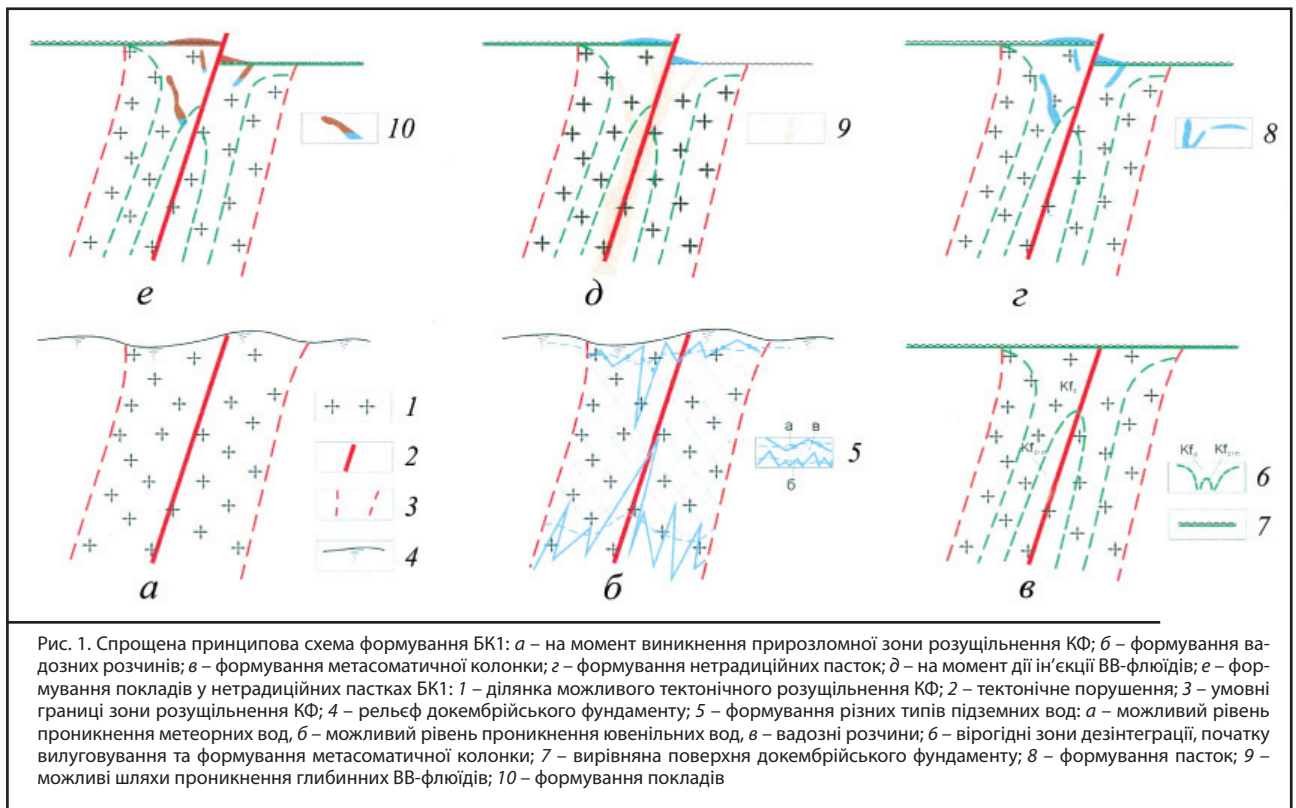 10
9
8
е
д
г
1
2
3
4
а
а в
б
5
б
Kf
Kf
Kf
Kf
6
7
в
Рис. 1. Спрощена принципова схема формування БК1: а – на момент виникнення прирозломної зони розущільнення КФ; б – формування ва-
дозних розчинів; в – формування метасоматичної колонки; г – формування нетрадиційних пасток; д – на момент дії ін’єкції ВВ-флюїдів; е – фор-
мування покладів у нетрадиційних пастках БК1: 1 – ділянка можливого тектонічного розущільнення КФ; 2 – тектонічне порушення; 3 – умовні
границі зони розущільнення КФ; 4 – рельєф докембрійського фундаменту; 5 – формування різних типів підземних вод: а – можливий рівень
проникнення метеорних вод, б – можливий рівень проникнення ювенільних вод, в – вадозні розчини; 6 – вірогідні зони дезінтеграції, початку
вилуговування та формування метасоматичної колонки; 7 – вирівняна поверхня докембрійського фундаменту; 8 – формування пасток; 9 –
можливі шляхи проникнення глибинних ВВ-флюїдів; 10 – формування покладів